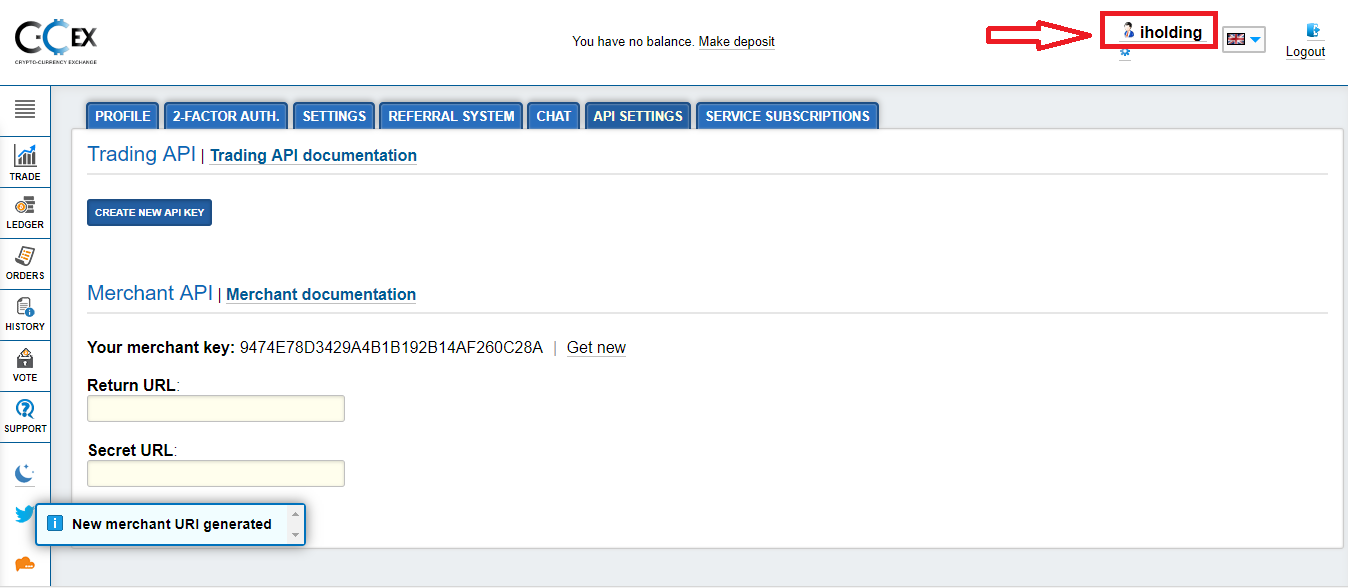 C-CEX
CRYPTO-CURRENCY EXCHANGE
You have no balance. Make deposit
iholding
Logout
TRADE
LEDGER
ORDERS
HISTORY
VOTE
SUPPORT
PROFILE
2-FACTOR AUTH.
SETTINGS
REFERRAL SYSTEM
CHAT
API SETTINGS
SERVICE SUBSCRIPTIONS
Trading API | Trading API documentation
CREATE NEW API KEY
Merchant API | Merchant documentation
Your merchant key: 9474E78D3429A4B1B192B14AF260C28A | Get new
Return URL:
Secret URL:
New merchant URI generated